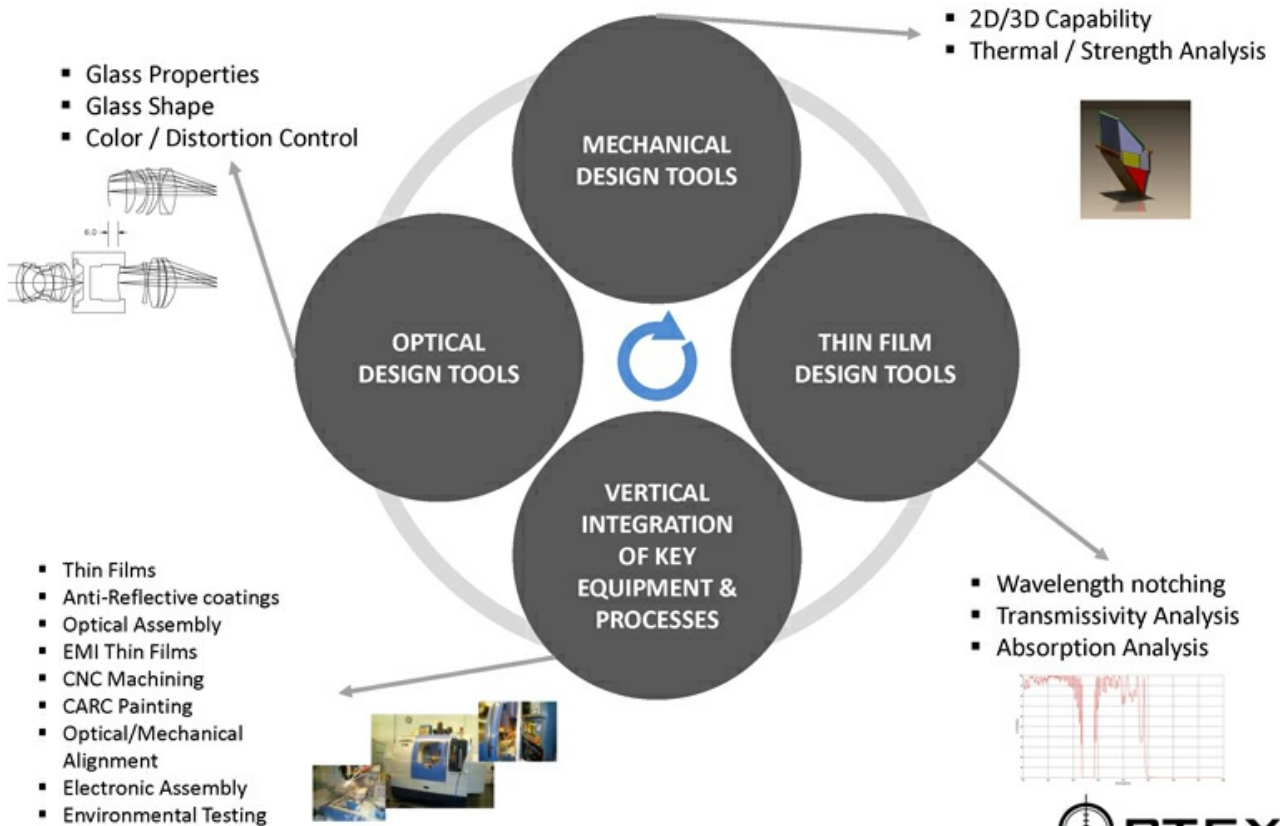 2D/3D Capability
Thermal / Strength Analysis
Glass Properties
Glass Shape
Color / Distortion Control
6.0
MECHANICAL
DESIGN TOOLS
OPTICAL
DESIGN TOOLS
THIN FILM
DESIGN TOOLS
VERTICAL
INTEGRATION
OF KEY
EQUIPMENT &
PROCESSES
Thin Films
Anti-Reflective coatings
Optical Assembly
EMI Thin Films
CNC Machining
CARC Painting
Optical/Mechanical
Alignment
Electronic Assembly
Environmental Testing
Wavelength notching
Transmissivity Analysis
Absorption Analysis